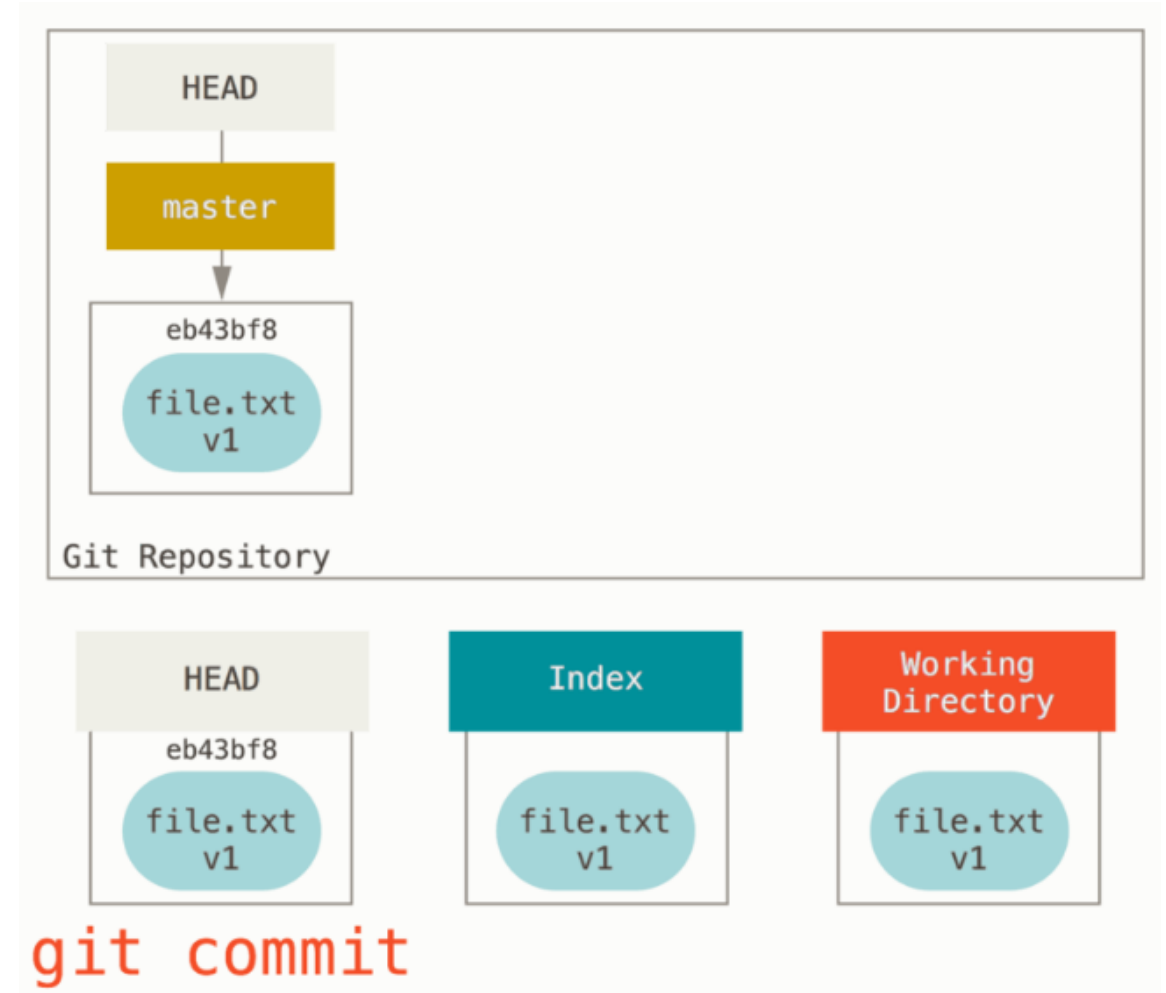 HEAD
master
eb43bf8
file.txt
v1
Git Repository
HEAD
Index
Working
Directory
eb43bf8
file.txt
v1
file.txt
v1
file.txt
v1
git commit